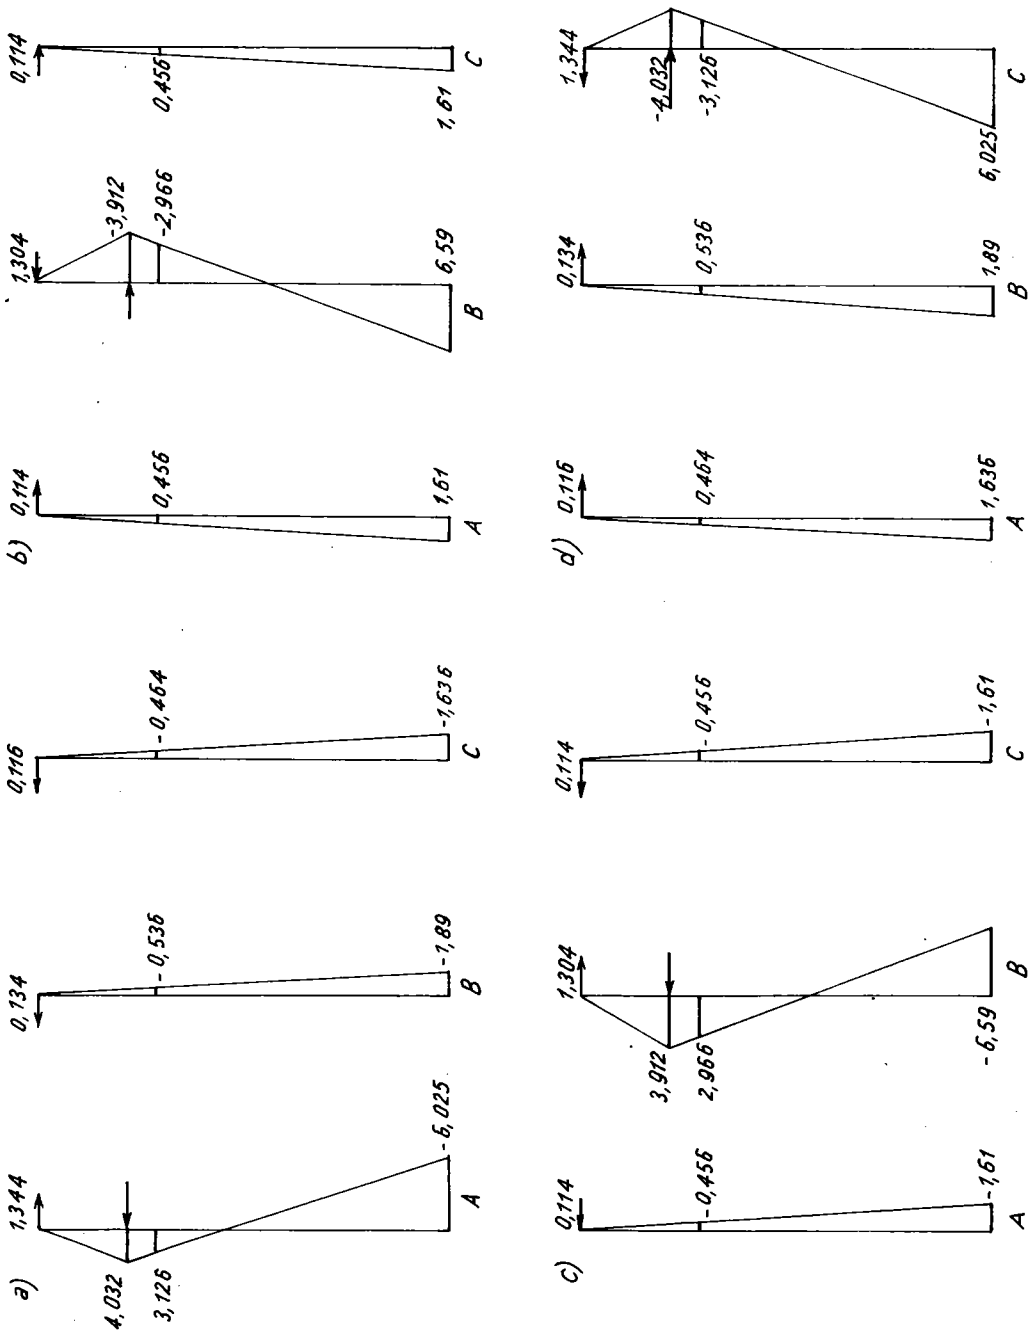 a)
1,344
4,032
3,126
-6,025
A
0,134
-0,536
-1,89
B
0,116
-0,464
-1,636
C
b)
0,114
0,456
1,61
A
1,304
-3,912
-2,966
6,59
B
0,114
0,456
1,61
C
c)
0,114
-0,456
-1,61
A
1,304
3,912
2,966
-6,59
B
0,114
-0,456
-1,61
C
d)
0,116
0,464
1,636
A
0,134
0,536
1,89
B
1,344
-4,032
-3,126
6,025
C